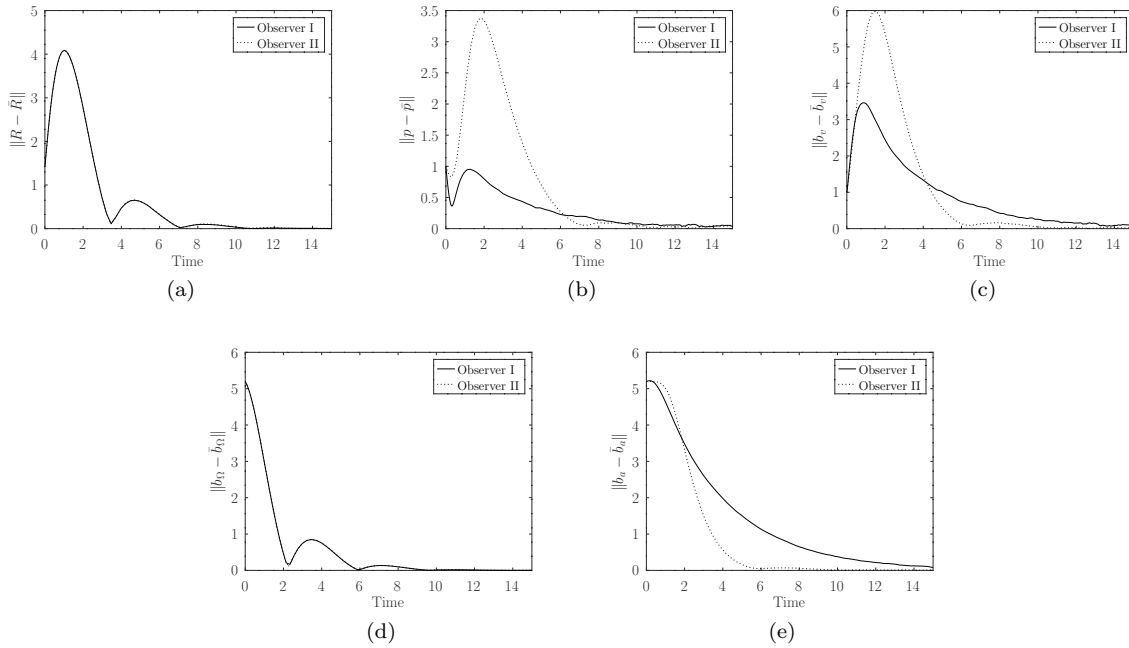 5
4
3
2
1
0
0 2 4 6 8 10 12 14
Time
||R − R̄||
Observer I
Observer II
(a)
3.5
3
2.5
2
1.5
1
0.5
0
0 2 4 6 8 10 12 14
Time
||p − p̄||
Observer I
Observer II
(b)
6
5
4
3
2
1
0
0 2 4 6 8 10 12 14
Time
||b_v − b̄_v||
Observer I
Observer II
(c)
6
5
4
3
2
1
0
0 2 4 6 8 10 12 14
Time
||b_Ω − b̄_Ω||
Observer I
Observer II
(d)
6
5
4
3
2
1
0
0 2 4 6 8 10 12 14
Time
||b_a − b̄_a||
Observer I
Observer II
(e)